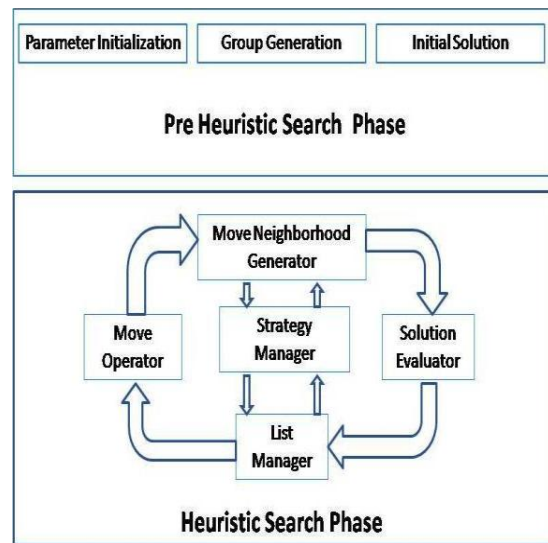 Parameter Initialization
Group Generation
Initial Solution
Pre Heuristic Search Phase
Move Neighborhood
Generator
Move
Operator
Strategy
Manager
Solution
Evaluator
List
Manager
Heuristic Search Phase